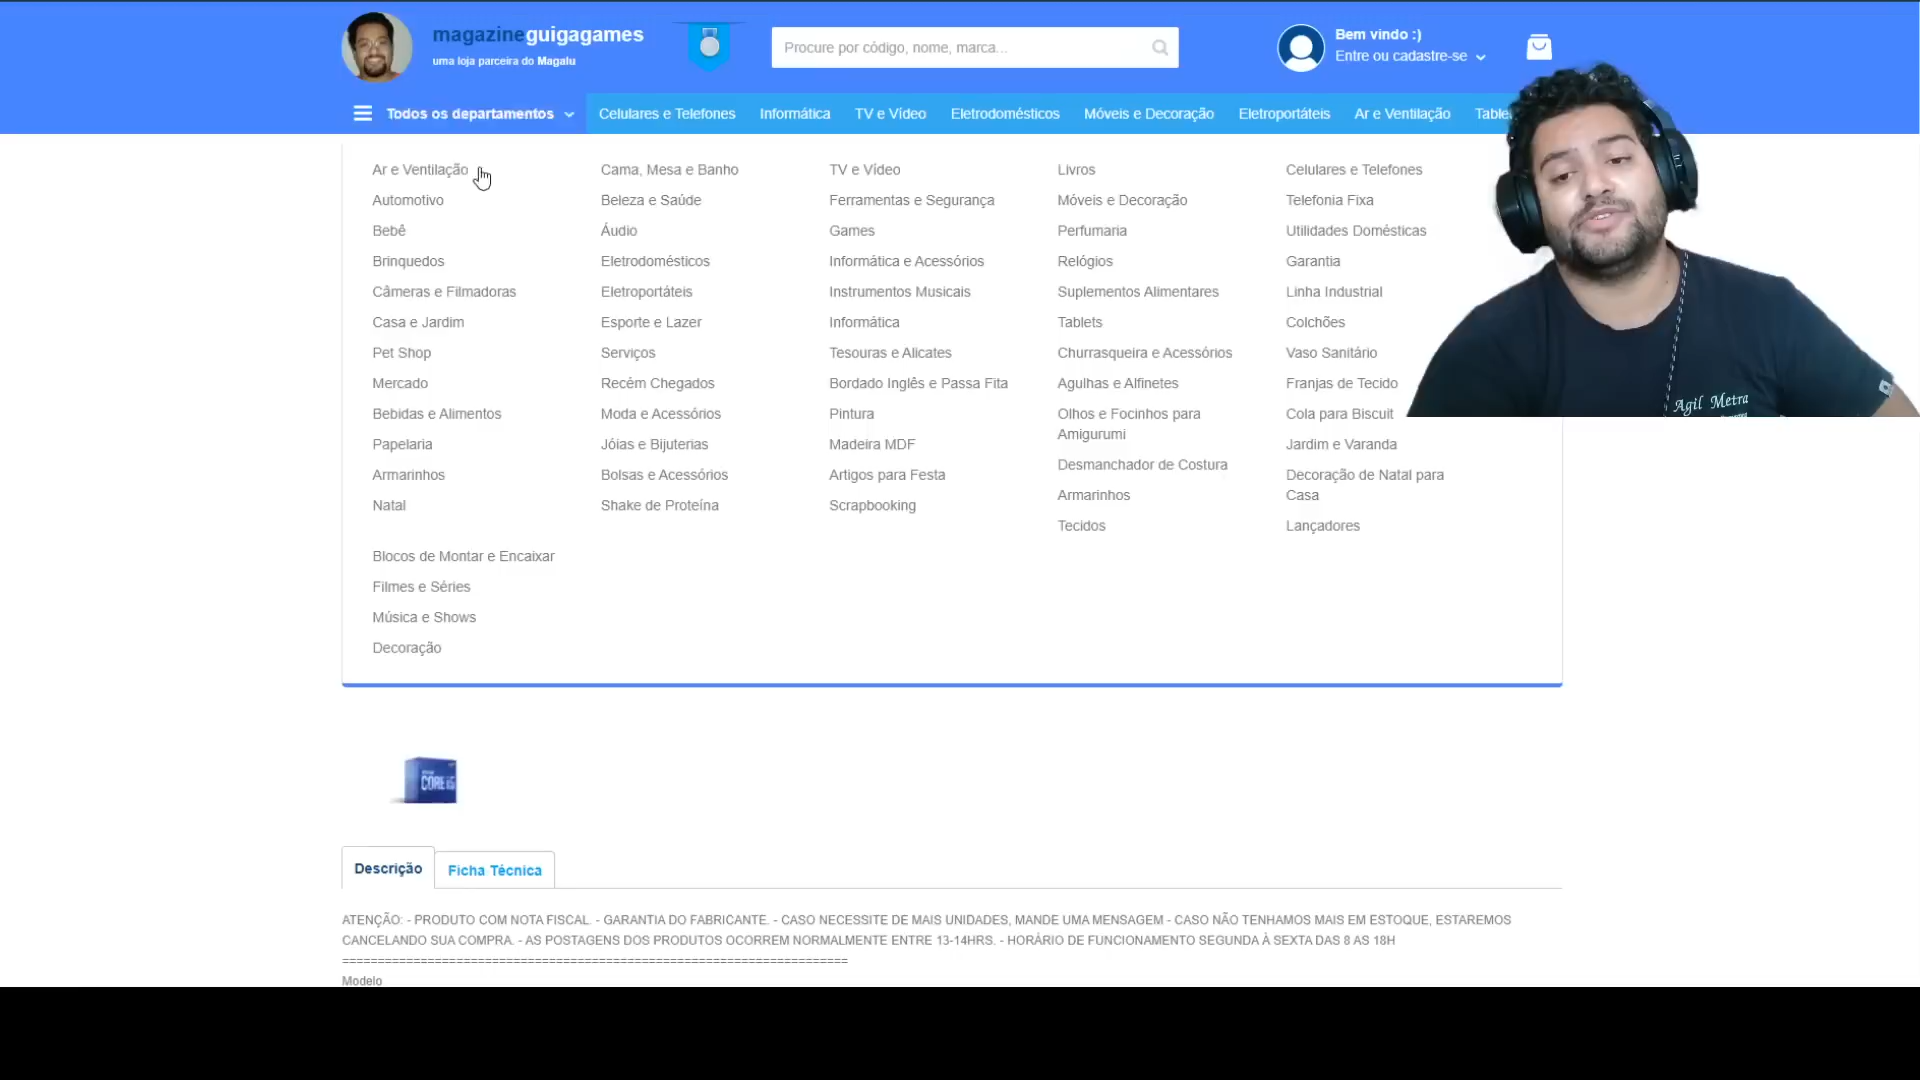 magazineguigagames
uma loja parceira do Magalu
Procure por código, nome, marca...
Bem vindo :)
Entre ou cadastre-se
Todos os departamentos
Celulares e Telefones
Informática
TV e Vídeo
Eletrodomésticos
Móveis e Decoração
Eletroportáteis
Ar e Ventilação
Ar e Ventilação
Automotivo
Bebê
Brinquedos
Câmeras e Filmadoras
Casa e Jardim
Pet Shop
Mercado
Bebidas e Alimentos
Papelaria
Armarinhos
Natal
Blocos de Montar e Encaixar
Filmes e Séries
Música e Shows
Decoração
Cama, Mesa e Banho
Beleza e Saúde
Áudio
Eletrodomésticos
Eletroportáteis
Esporte e Lazer
Serviços
Recém Chegados
Moda e Acessórios
Jóias e Bijuterias
Bolsas e Acessórios
Shake de Proteína
TV e Vídeo
Ferramentas e Segurança
Games
Informática e Acessórios
Instrumentos Musicais
Informática
Tesouras e Alicates
Bordado Inglês e Passa Fita
Pintura
Madeira MDF
Artigos para Festa
Scrapbooking
Livros
Móveis e Decoração
Perfumaria
Relógios
Suplementos Alimentares
Tablets
Churrasqueira e Acessórios
Agulhas e Alfinetes
Olhos e Focinhos para
Amigurumi
Desmanchador de Costura
Armarinhos
Tecidos
Celulares e Telefones
Telefonia Fixa
Utilidades Domésticas
Garantia
Linha Industrial
Colchões
Vaso Sanitário
Franjas de Tecido
Cola para Biscuit
Jardim e Varanda
Decoração de Natal para
Casa
Lançadores
Agil Metra
CORE i5
Descrição
Ficha Técnica
ATENÇÃO: - PRODUTO COM NOTA FISCAL. - GARANTIA DO FABRICANTE. - CASO NECESSITE DE MAIS UNIDADES, MANDE UMA MENSAGEM - CASO NÃO TENHAMOS MAIS EM ESTOQUE, ESTAREMOS
CANCELANDO SUA COMPRA. - AS POSTAGENS DOS PRODUTOS OCORREM NORMALMENTE ENTRE 13-14HRS. - HORÁRIO DE FUNCIONAMENTO SEGUNDA À SEXTA DAS 8 AS 18H
========================================================================
Modelo